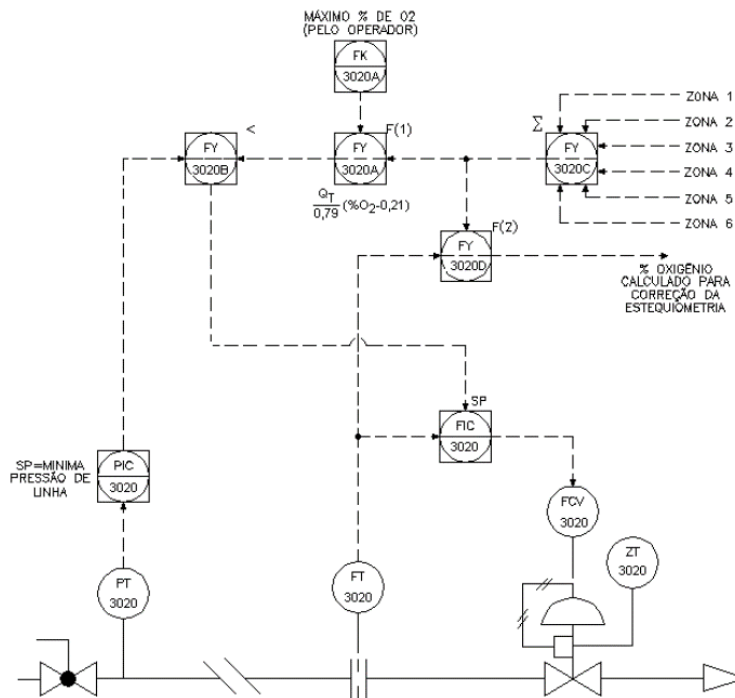 MÁXIMO % DE O2
(PELO OPERADOR)
FK
3020A
F(1)
FY
3020A
Q_T
0,79
(%O₂-0,21)
<
FY
3020B
Σ
FY
3020C
ZONA 1
ZONA 2
ZONA 3
ZONA 4
ZONA 5
ZONA 6
F(2)
FY
3020D
% OXIGÊNIO
CALCULADO PARA
CORREÇÃO DA
ESTEQUIOMETRIA
SP
FIC
3020
SP=MINIMA
PRESSÃO DE
LINHA
PIC
3020
FCV
3020
ZT
3020
PT
3020
FT
3020